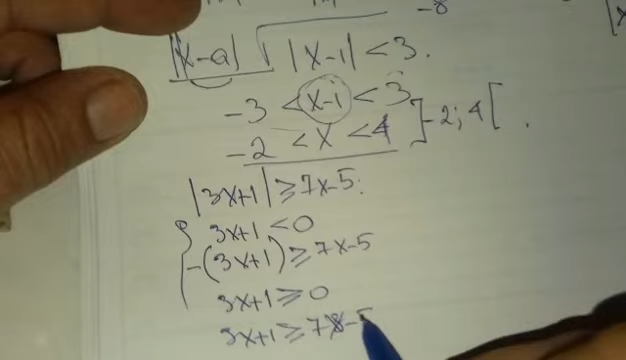 -8
|x-a| |x-1| < 3.
-3 < x-1 < 3
-2 < x < 4 ]-2; 4[ .
|3x+1| ≥ 7x-5:
3x+1 < 0
-(3x+1) ≥ 7x-5
3x+1 ≥ 0
3x+1 ≥ 7x-5